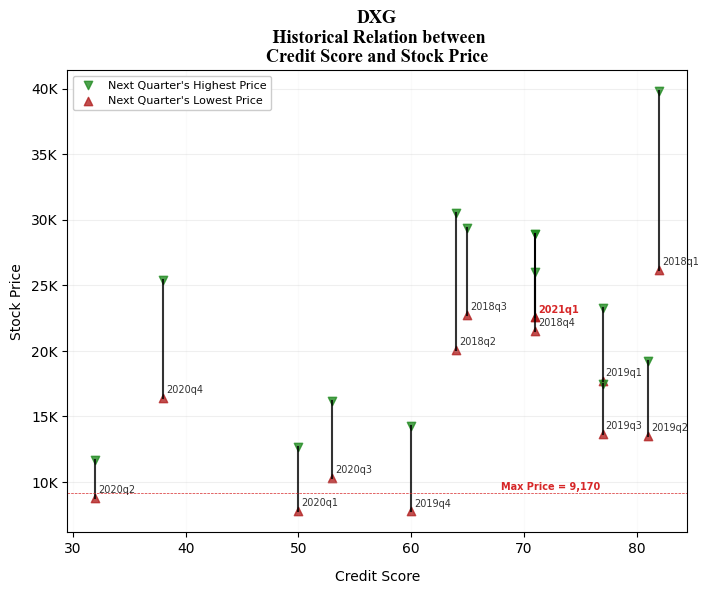 DXG
Historical Relation between
Credit Score and Stock Price
Next Quarter's Highest Price
Next Quarter's Lowest Price
Stock Price
40K
35K
30K
25K
20K
15K
10K
2018q1
2018q3
2021q1
2018q4
2018q2
2019q1
2020q4
2019q3
2019q2
2020q3
2020q2
Max Price = 9,170
2020q1
2019q4
30
40
50
60
70
80
Credit Score